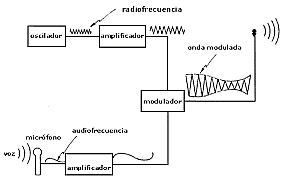 radiofrecuencia
oscilador
amplificador
onda modulada
modulador
micrófono
audiofrecuencia
voz
amplificador